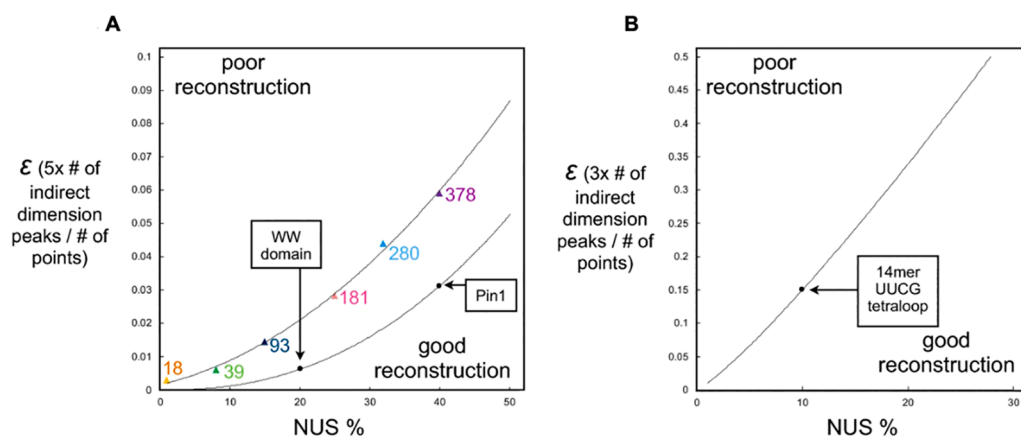 A
ε (5x # of
indirect
dimension
peaks / # of
points)
0.1
0.09
0.08
0.07
0.06
0.05
0.04
0.03
0.02
0.01
0
poor
reconstruction
378
280
181
93
39
18
WW
domain
Pin1
good
reconstruction
0 10 20 30 40 50
NUS %
B
ε (3x # of
indirect
dimension
peaks / # of
points)
0.5
0.45
0.4
0.35
0.3
0.25
0.2
0.15
0.1
0.05
0
poor
reconstruction
14mer
UUCG
tetraloop
good
reconstruction
0 10 20 30
NUS %